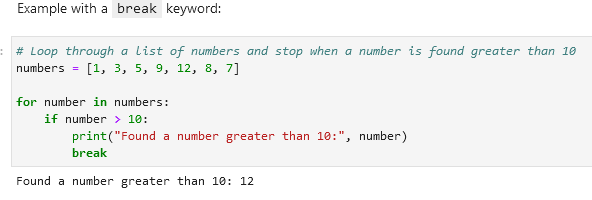 Example with a break keyword:
# Loop through a list of numbers and stop when a number is found greater than 10
numbers = [1, 3, 5, 9, 12, 8, 7]
for number in numbers:
    if number > 10:
        print("Found a number greater than 10:", number)
        break
Found a number greater than 10: 12